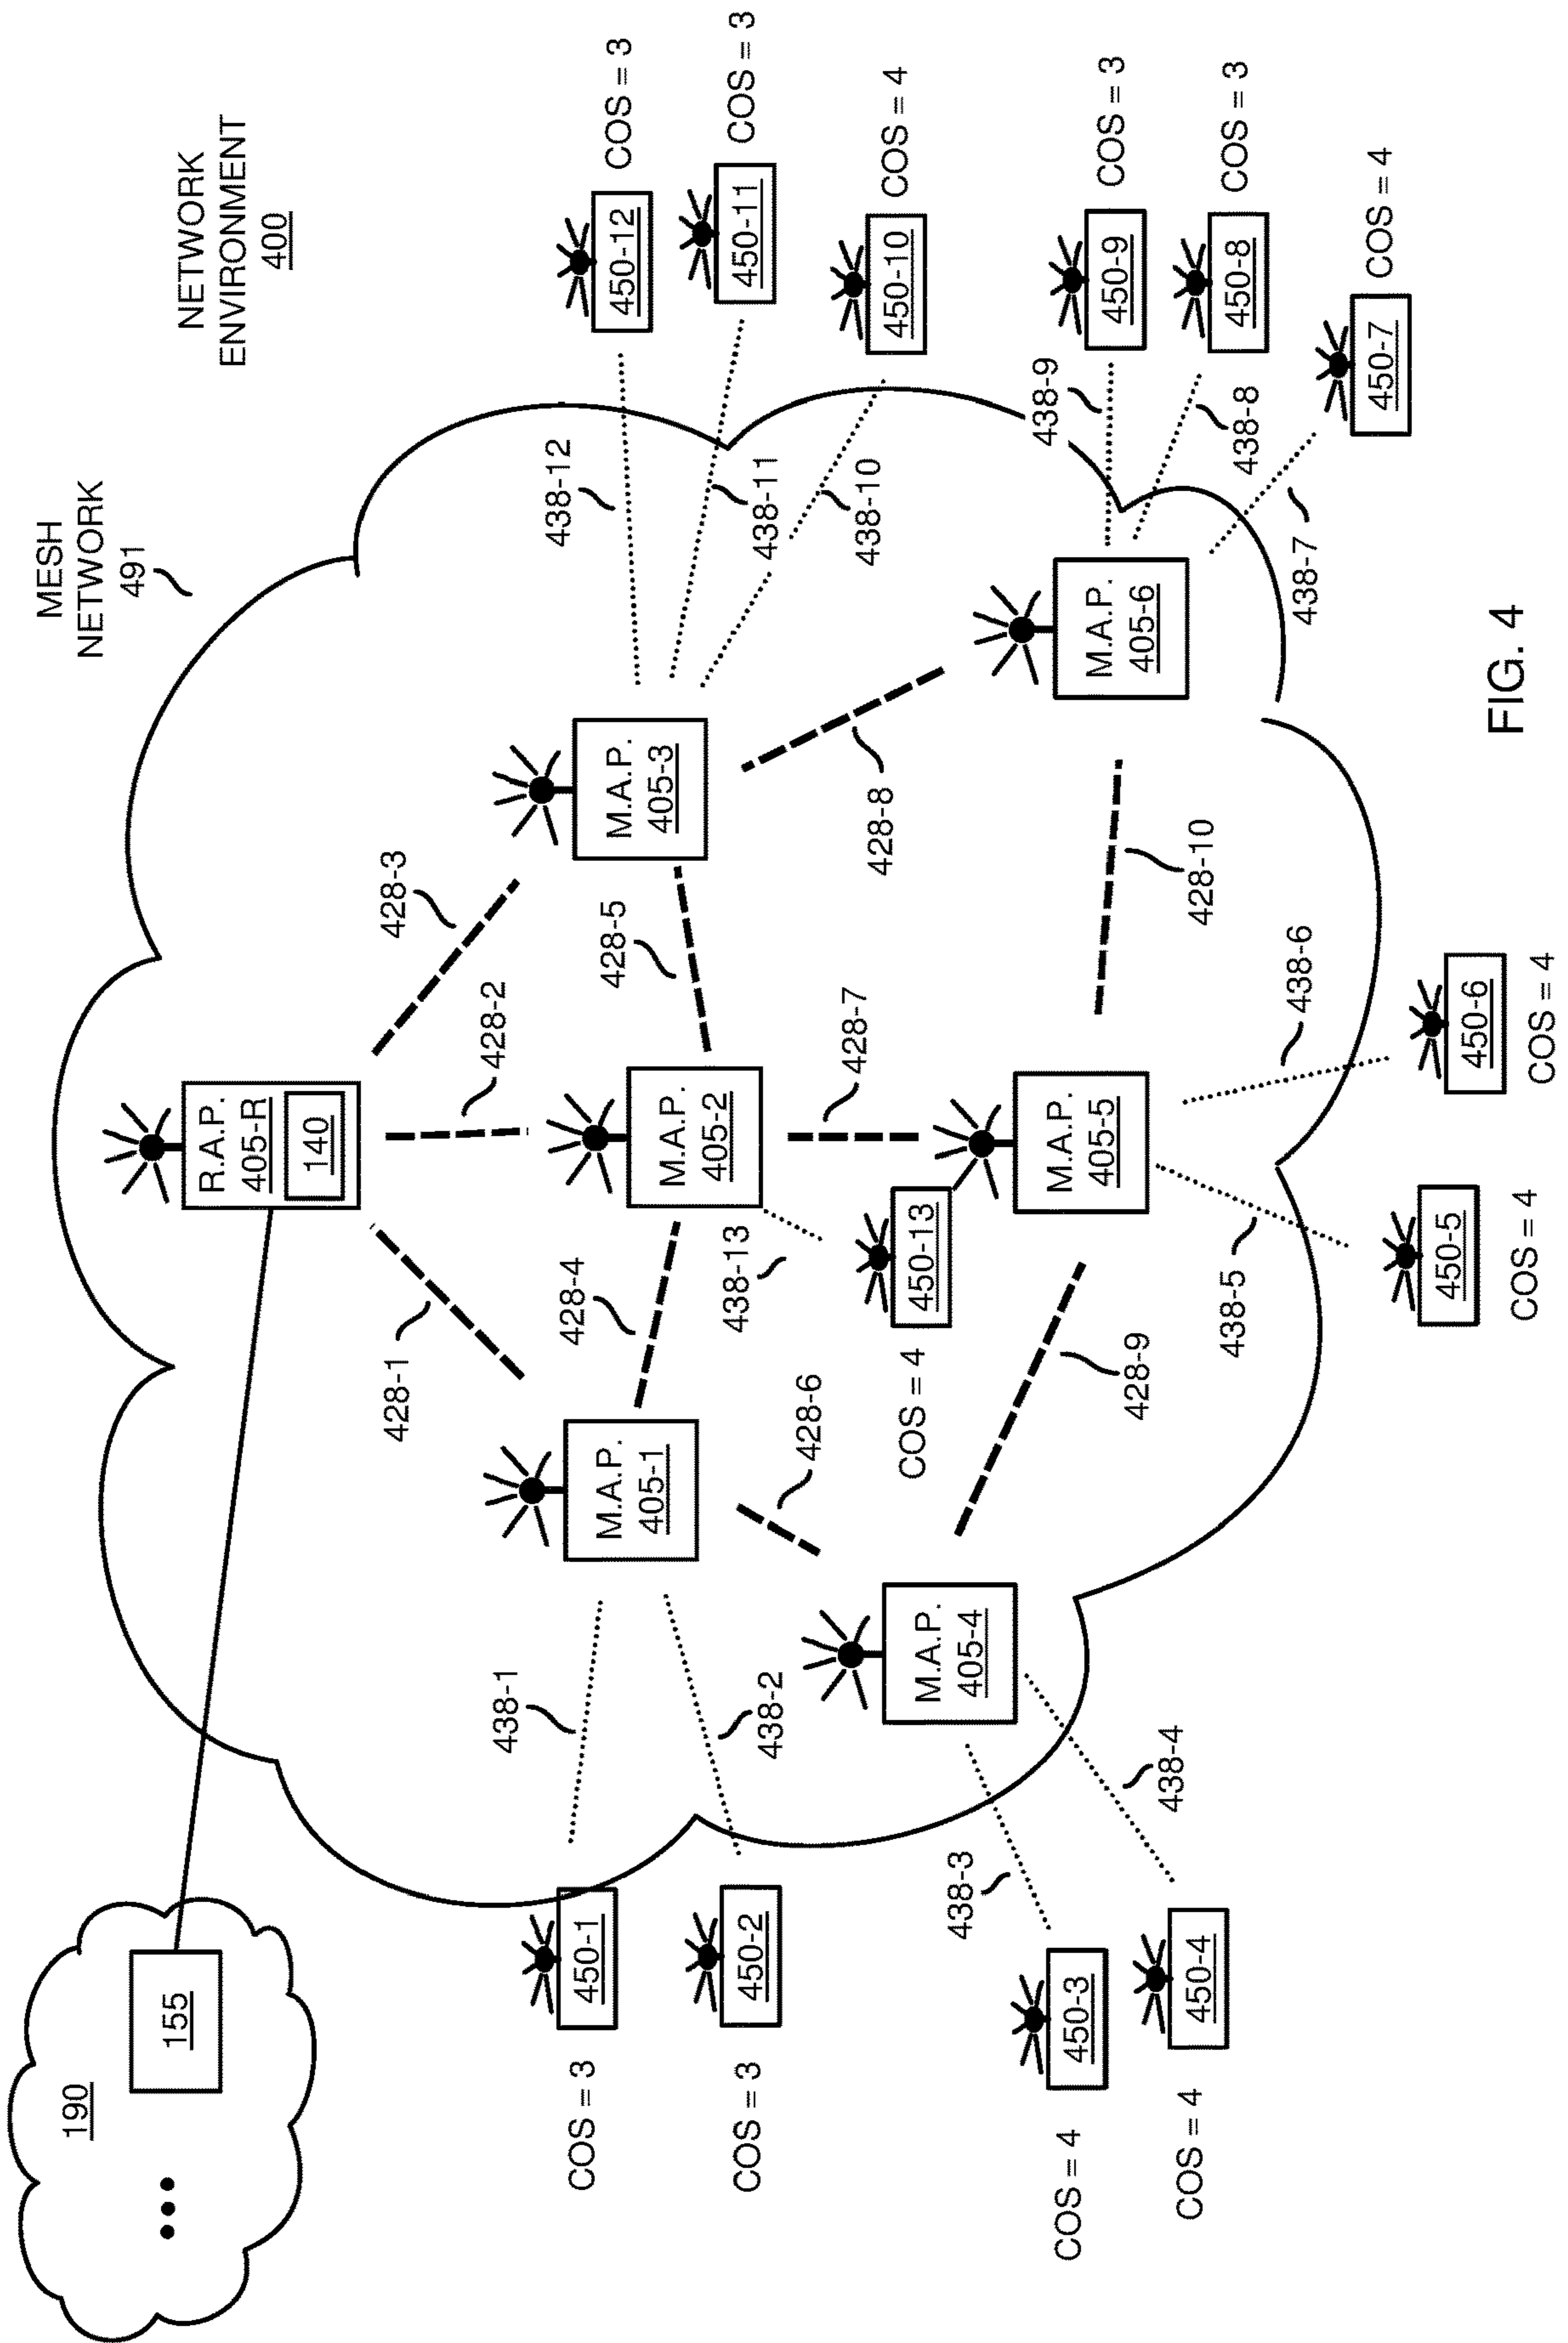 NETWORK
ENVIRONMENT
400
MESH
NETWORK
491
190
155
R.A.P.
405-R
140
428-1
428-2
428-3
M.A.P.
405-1
M.A.P.
405-2
M.A.P.
405-3
428-4
428-5
438-1
438-2
450-1
COS = 3
450-2
COS = 3
438-12
438-11
438-10
450-12
COS = 3
450-11
COS = 3
450-10
COS = 4
428-6
428-7
428-8
438-13
450-13
COS = 4
M.A.P.
405-4
M.A.P.
405-5
M.A.P.
405-6
428-9
428-10
438-3
438-4
450-3
COS = 4
450-4
COS = 4
438-5
438-6
450-5
COS = 4
450-6
COS = 4
438-9
438-8
438-7
450-9
COS = 3
450-8
COS = 3
450-7
COS = 4
FIG. 4